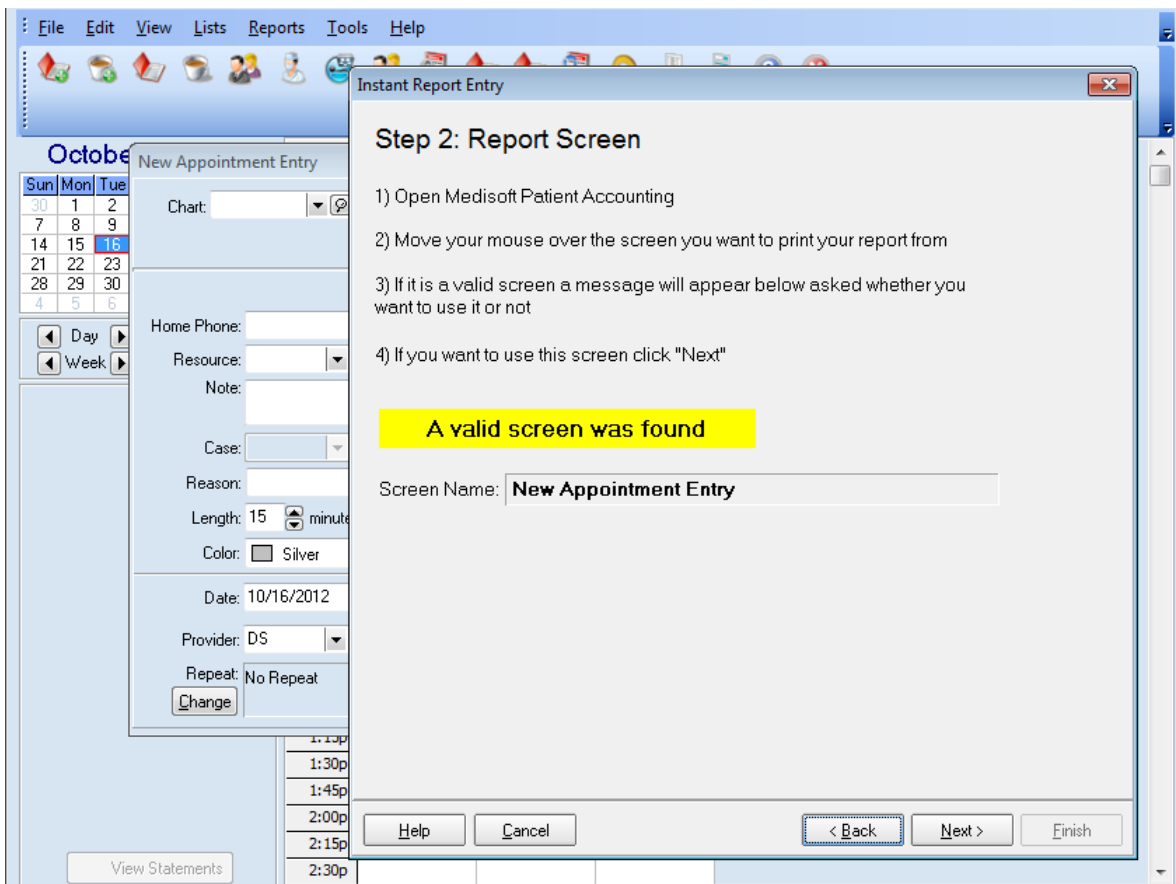 File Edit View Lists Reports Tools Help
Instant Report Entry
Step 2: Report Screen
1) Open Medisoft Patient Accounting
2) Move your mouse over the screen you want to print your report from
3) If it is a valid screen a message will appear below asked whether you
want to use it or not
4) If you want to use this screen click "Next"
A valid screen was found
Screen Name: New Appointment Entry
Help Cancel < Back Next > Finish
Octobe
Sun Mon Tue
30 1 2
7 8 9
14 15 16
21 22 23
28 29 30
4 5 6
Day
Week
New Appointment Entry
Chart:
Home Phone:
Resource:
Note:
Case:
Reason:
Length: 15 minute
Color: Silver
Date: 10/16/2012
Provider: DS
Repeat: No Repeat
Change
1:15p
1:30p
1:45p
2:00p
2:15p
2:30p
View Statements